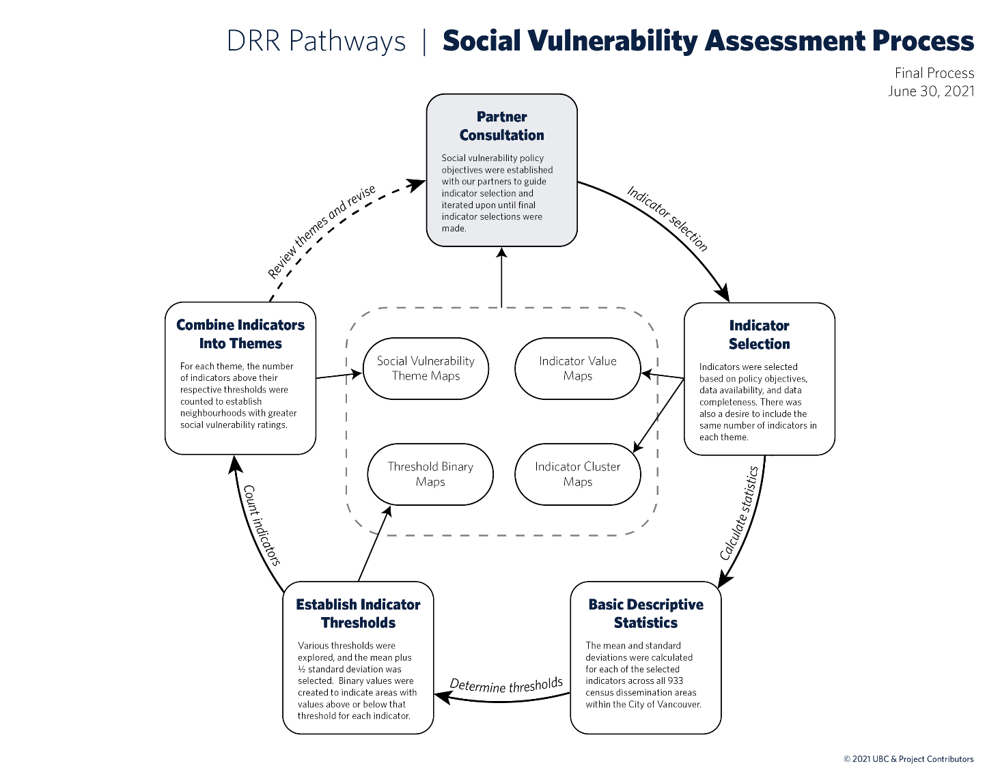 DRR Pathways | Social Vulnerability Assessment Process
Final Process
June 30, 2021
Partner
Consultation
Social vulnerability policy
objectives were established
with our partners to guide
indicator selection and
iterated upon until final
indicator selections were
made.
Review themes and revise
Indicator selection
Combine Indicators
Into Themes
For each theme, the number
of indicators above their
respective thresholds were
counted to establish
neighbourhoods with greater
social vulnerability ratings.
Social Vulnerability
Theme Maps
Indicator Value
Maps
Indicator
Selection
Indicators were selected
based on policy objectives,
data availability, and data
completeness. There was
also a desire to include the
same number of indicators in
each theme.
Threshold Binary
Maps
Indicator Cluster
Maps
Count indicators
Calculate statistics
Establish Indicator
Thresholds
Various thresholds were
explored, and the mean plus
½ standard deviation was
selected.  Binary values were
created to indicate areas with
values above or below that
threshold for each indicator.
Determine thresholds
Basic Descriptive
Statistics
The mean and standard
deviations were calculated
for each of the selected
indicators across all 933
census dissemination areas
within the City of Vancouver.
© 2021 UBC & Project Contributors